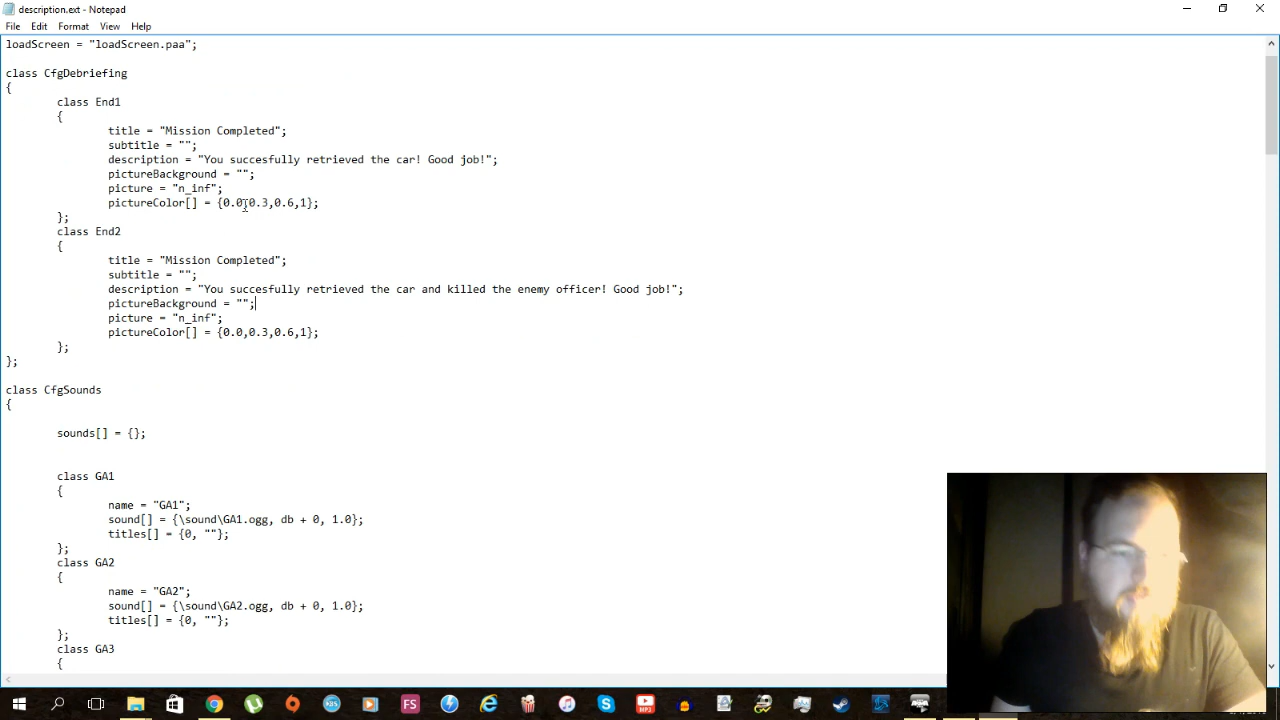 description.ext - Notepad
File Edit Format View Help
loadScreen = "loadScreen.paa";
class CfgDebriefing
{
class End1
{
title = "Mission Completed";
subtitle = "";
description = "You succesfully retrieved the car! Good job!";
pictureBackground = "";
picture = "n_inf";
pictureColor[] = {0.0,0.3,0.6,1};
};
class End2
{
title = "Mission Completed";
subtitle = "";
description = "You succesfully retrieved the car and killed the enemy officer! Good job!";
pictureBackground = "";
picture = "n_inf";
pictureColor[] = {0.0,0.3,0.6,1};
};
};
class CfgSounds
{
sounds[] = {};
class GA1
{
name = "GA1";
sound[] = {\sound\GA1.ogg, db + 0, 1.0};
titles[] = {0, ""};
};
class GA2
{
name = "GA2";
sound[] = {\sound\GA2.ogg, db + 0, 1.0};
titles[] = {0, ""};
};
class GA3
{
FS
MP3